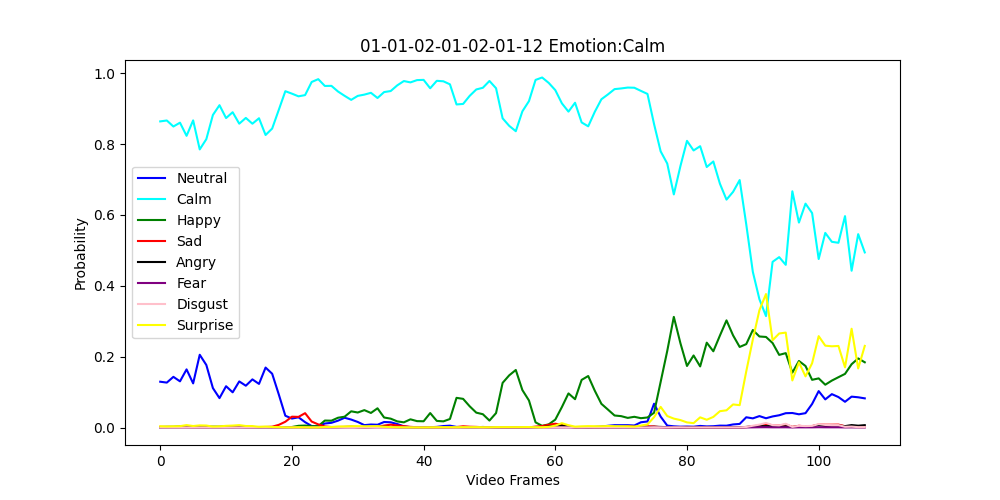 01-01-02-01-02-01-12 Emotion:Calm
1.0
0.8
0.6
0.4
0.2
0.0
Probability
Neutral
Calm
Happy
Sad
Angry
Fear
Disgust
Surprise
0 20 40 60 80 100
Video Frames